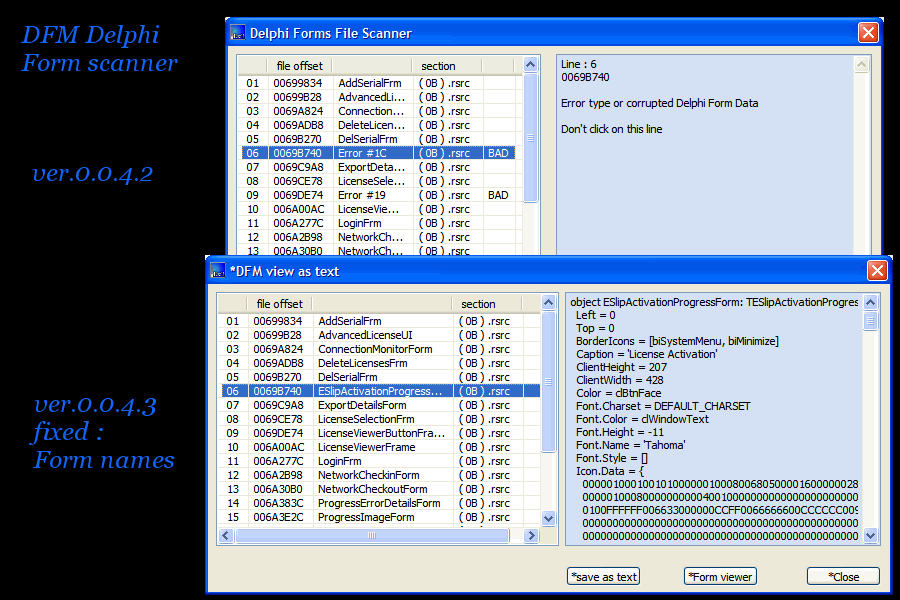 DFM Delphi
Form scanner
ver.0.0.4.2
Delphi Forms File Scanner
file offset section
01 00699834 AddSerialFrm ( 0B ) .rsrc
02 00699B28 AdvancedLi... ( 0B ) .rsrc
03 0069A824 Connection... ( 0B ) .rsrc
04 0069ADB8 DeleteLicen... ( 0B ) .rsrc
05 0069B270 DelSerialFrm ( 0B ) .rsrc
06 0069B740 Error #1C ( 0B ) .rsrc BAD
07 0069C9A8 ExportDeta... ( 0B ) .rsrc
08 0069CE78 LicenseSele... ( 0B ) .rsrc
09 0069DE74 Error #19 ( 0B ) .rsrc BAD
10 006A00AC LicenseVie... ( 0B ) .rsrc
11 006A277C LoginFrm ( 0B ) .rsrc
12 006A2B98 NetworkCh... ( 0B ) .rsrc
13 006A30B0 NetworkCh... ( 0B ) .rsrc
Line : 6
0069B740
Error type or corrupted Delphi Form Data
Don't click on this line
ver.0.0.4.3
fixed :
Form names
*DFM view as text
file offset section
01 00699834 AddSerialFrm ( 0B ) .rsrc
02 00699B28 AdvancedLicenseUI ( 0B ) .rsrc
03 0069A824 ConnectionMonitorForm ( 0B ) .rsrc
04 0069ADB8 DeleteLicensesFrm ( 0B ) .rsrc
05 0069B270 DelSerialFrm ( 0B ) .rsrc
06 0069B740 ESlipActivationProgress... ( 0B ) .rsrc
07 0069C9A8 ExportDetailsForm ( 0B ) .rsrc
08 0069CE78 LicenseSelectionFrm ( 0B ) .rsrc
09 0069DE74 LicenseViewerButtonFra... ( 0B ) .rsrc
10 006A00AC LicenseViewerFrame ( 0B ) .rsrc
11 006A277C LoginFrm ( 0B ) .rsrc
12 006A2B98 NetworkCheckinForm ( 0B ) .rsrc
13 006A30B0 NetworkCheckoutForm ( 0B ) .rsrc
14 006A383C ProgressErrorDetailsForm ( 0B ) .rsrc
15 006A3E2C ProgressImageForm ( 0B ) .rsrc
object ESlipActivationProgressForm: TESlipActivationProgres
Left = 0
Top = 0
BorderIcons = [biSystemMenu, biMinimize]
Caption = 'License Activation'
ClientHeight = 207
ClientWidth = 428
Color = clBtnFace
Font.Charset = DEFAULT_CHARSET
Font.Color = clWindowText
Font.Height = -11
Font.Name = 'Tahoma'
Font.Style = []
Icon.Data = {
*save as text *Form viewer *Close